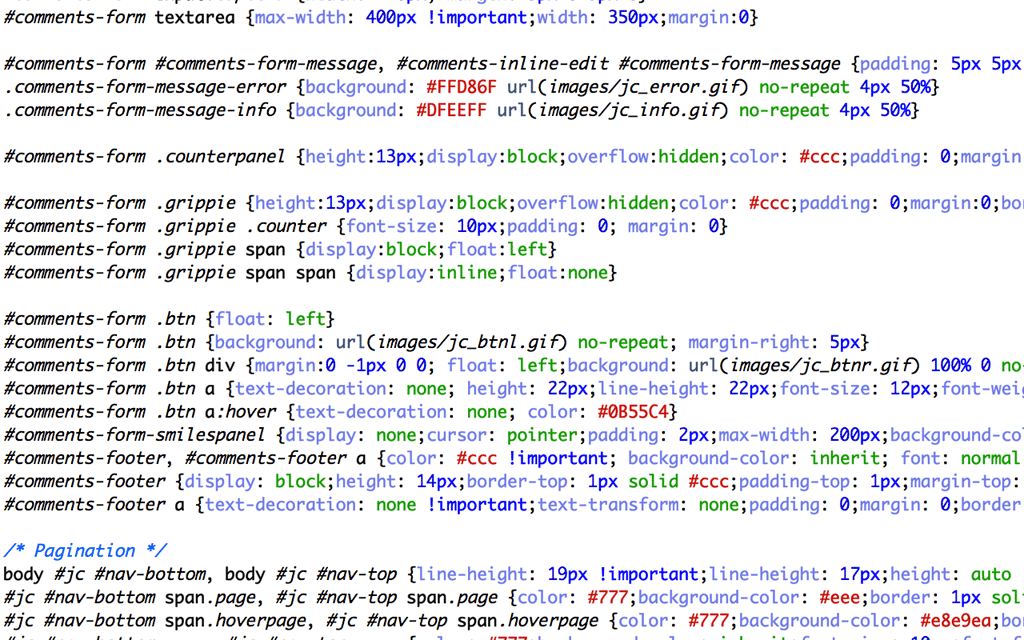 #comments-form textarea {max-width: 400px !important;width: 350px;margin:0}
#comments-form #comments-form-message, #comments-inline-edit #comments-form-message {padding: 5px 5px
.comments-form-message-error {background: #FFD86F url(images/jc_error.gif) no-repeat 4px 50%}
.comments-form-message-info {background: #DFEEFF url(images/jc_info.gif) no-repeat 4px 50%}
#comments-form .counterpanel {height:13px;display:block;overflow:hidden;color: #ccc;padding: 0;margin
#comments-form .grippie {height:13px;display:block;overflow:hidden;color: #ccc;padding: 0;margin:0;bor
#comments-form .grippie .counter {font-size: 10px;padding: 0; margin: 0}
#comments-form .grippie span {display:block;float:left}
#comments-form .grippie span span {display:inline;float:none}
#comments-form .btn {float: left}
#comments-form .btn {background: url(images/jc_btnl.gif) no-repeat; margin-right: 5px}
#comments-form .btn div {margin:0 -1px 0 0; float: left;background: url(images/jc_btnr.gif) 100% 0 no-
#comments-form .btn a {text-decoration: none; height: 22px;line-height: 22px;font-size: 12px;font-weig
#comments-form .btn a:hover {text-decoration: none; color: #0B55C4}
#comments-form-smilespanel {display: none;cursor: pointer;padding: 2px;max-width: 200px;background-co
#comments-footer, #comments-footer a {color: #ccc !important; background-color: inherit; font: normal
#comments-footer {display: block;height: 14px;border-top: 1px solid #ccc;padding-top: 1px;margin-top:
#comments-footer a {text-decoration: none !important;text-transform: none;padding: 0;margin: 0;border
/* Pagination */
body #jc #nav-bottom, body #jc #nav-top {line-height: 19px !important;line-height: 17px;height: auto
#jc #nav-bottom span.page, #jc #nav-top span.page {color: #777;background-color: #eee;border: 1px soli
#jc #nav-bottom span.hoverpage, #jc #nav-top span.hoverpage {color: #777;background-color: #e8e9ea;bo